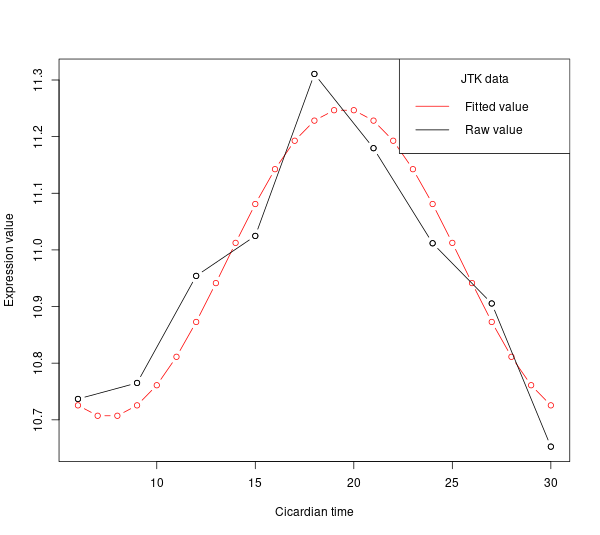 JTK data
Fitted value
Raw value
Expression value
11.3
11.2
11.1
11.0
10.9
10.8
10.7
10 15 20 25 30
Cicardian time